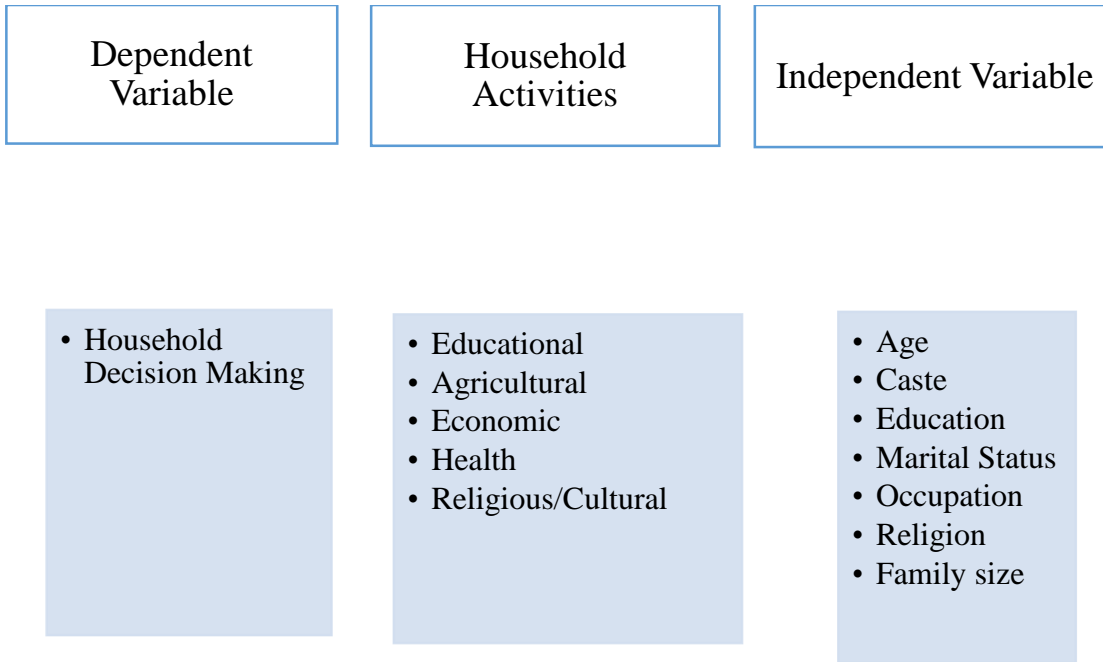 Dependent
Variable
Household
Activities
Independent Variable
• Household
Decision Making
• Educational
• Agricultural
• Economic
• Health
• Religious/Cultural
• Age
• Caste
• Education
• Marital Status
• Occupation
• Religion
• Family size